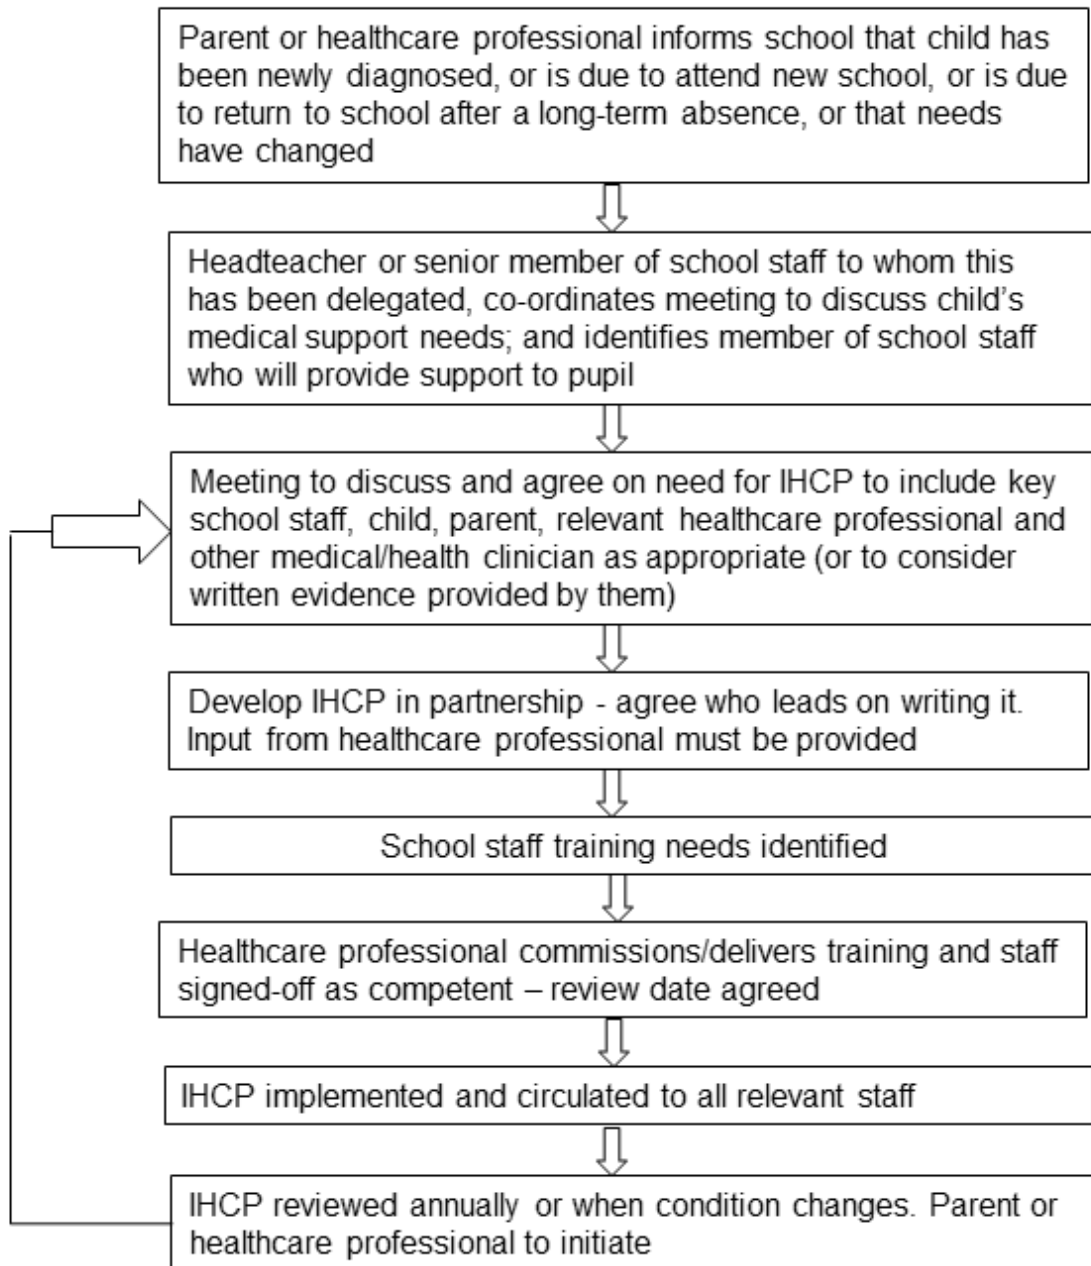 Parent or healthcare professional informs school that child has
been newly diagnosed, or is due to attend new school, or is due
to return to school after a long-term absence, or that needs
have changed
Headteacher or senior member of school staff to whom this
has been delegated, co-ordinates meeting to discuss child’s
medical support needs; and identifies member of school staff
who will provide support to pupil
Meeting to discuss and agree on need for IHCP to include key
school staff, child, parent, relevant healthcare professional and
other medical/health clinician as appropriate (or to consider
written evidence provided by them)
Develop IHCP in partnership - agree who leads on writing it.
Input from healthcare professional must be provided
School staff training needs identified
Healthcare professional commissions/delivers training and staff
signed-off as competent – review date agreed
IHCP implemented and circulated to all relevant staff
IHCP reviewed annually or when condition changes. Parent or
healthcare professional to initiate